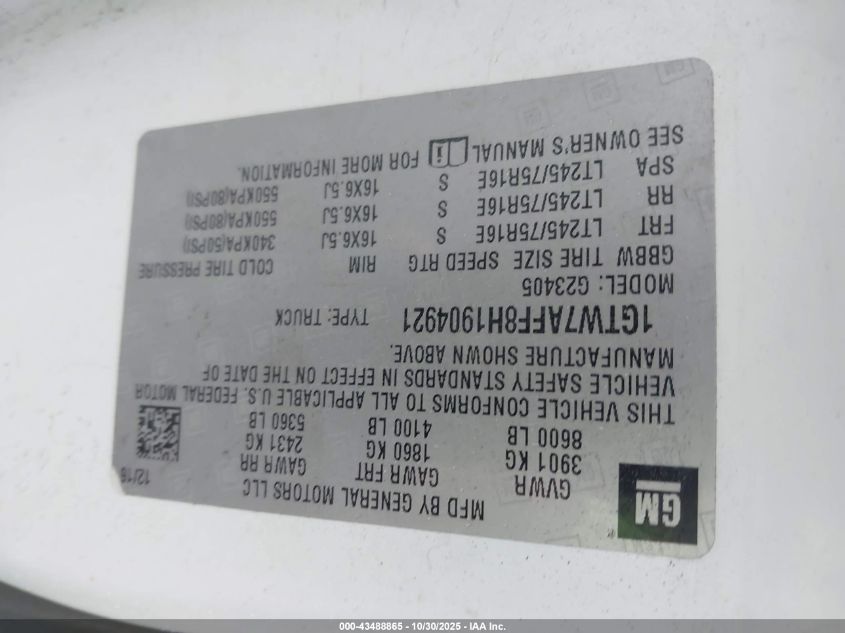 GM
MFD BY GENERAL MOTORS LLC
12/16
GVWR GAWR FRT GAWR RR
3901 KG 1860 KG 2431 KG
8600 LB 4100 LB 5360 LB
THIS VEHICLE CONFORMS TO ALL APPLICABLE U.S. FEDERAL MOTOR
VEHICLE SAFETY STANDARDS IN EFFECT ON THE DATE OF
MANUFACTURE SHOWN ABOVE.
1GTW7AFF8H1904921 TYPE: TRUCK
MODEL: G23405
GBBW TIRE SIZE SPEED RTG RIM COLD TIRE PRESSURE
FRT LT245/75R16E S 16X6.5J 340KPA(50PSI)
RR LT245/75R16E S 16X6.5J 550KPA(80PSI)
SPA LT245/75R16E S 16X6.5J 550KPA(80PSI)
SEE OWNER'S MANUAL i FOR MORE INFORMATION.
000-43488865 - 10/30/2025 - IAA Inc.